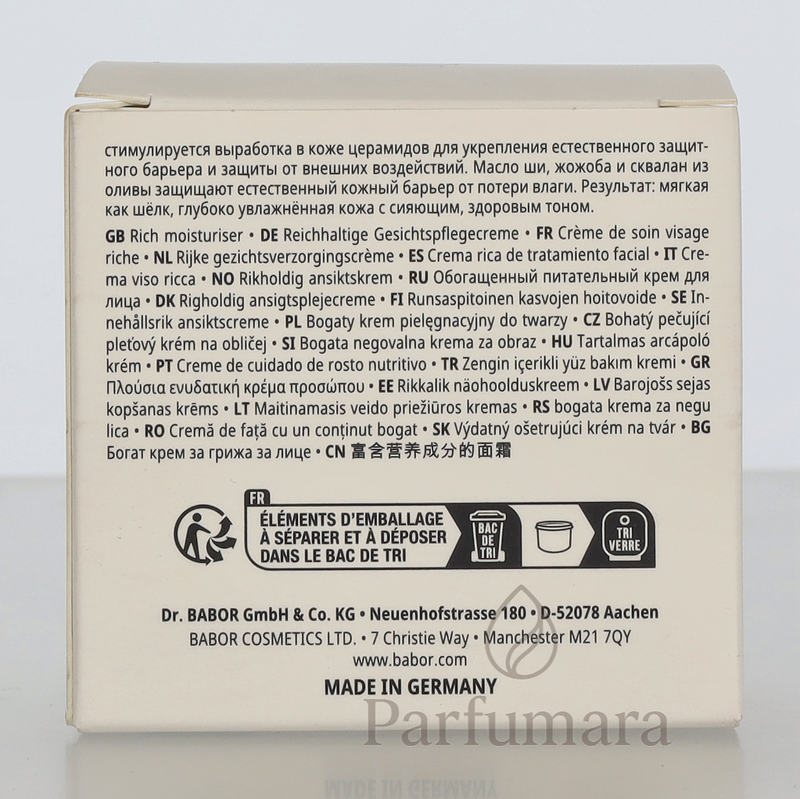 стимулируется выработка в коже церамидов для укрепления естественного защит-
ного барьера и защиты от внешних воздействий. Масло ши, жожоба и сквалан из
оливы защищают естественный кожный барьер от потери влаги. Результат: мягкая
как шёлк, глубоко увлажнённая кожа с сияющим, здоровым тоном.
GB Rich moisturiser • DE Reichhaltige Gesichtspflegecreme • FR Crème de soin visage
riche • NL Rijke gezichtsverzorgingscrème • ES Crema rica de tratamiento facial • IT Cre-
ma viso ricca • NO Rikholdig ansiktskrem • RU Обогащенный питательный крем для
лица • DK Righoldig ansigtsplejecreme • FI Runsaspitoinen kasvojen hoitovoide • SE In-
nehållsrik ansiktscreme • PL Bogaty krem pielęgnacyjny do twarzy • CZ Bohatý pečující
pleťový krém na obličej • SI Bogata negovalna krema za obraz • HU Tartalmas arcápoló
krém • PT Creme de cuidado de rosto nutritivo • TR Zengin içerikli yüz bakım kremi • GR
Πλούσια ενυδατική κρέμα προσώπου • EE Rikkalik näohoolduskreem • LV Barojošs sejas
kopšanas krēms • LT Maitinamasis veido priežiūros kremas • RS bogata krema za negu
lica • RO Cremă de față cu un conținut bogat • SK Výdatný ošetrujúci krém na tvár • BG
Богат крем за грижа за лице • CN 富含营养成分的面霜
FR
ÉLÉMENTS D'EMBALLAGE
À SÉPARER ET À DÉPOSER
DANS LE BAC DE TRI
BAC
DE
TRI
TRI
VERRE
Dr. BABOR GmbH & Co. KG • Neuenhofstrasse 180 • D-52078 Aachen
BABOR COSMETICS LTD. • 7 Christie Way • Manchester M21 7QY
www.babor.com
MADE IN GERMANY
Parfumara
MADE IN GERMANY